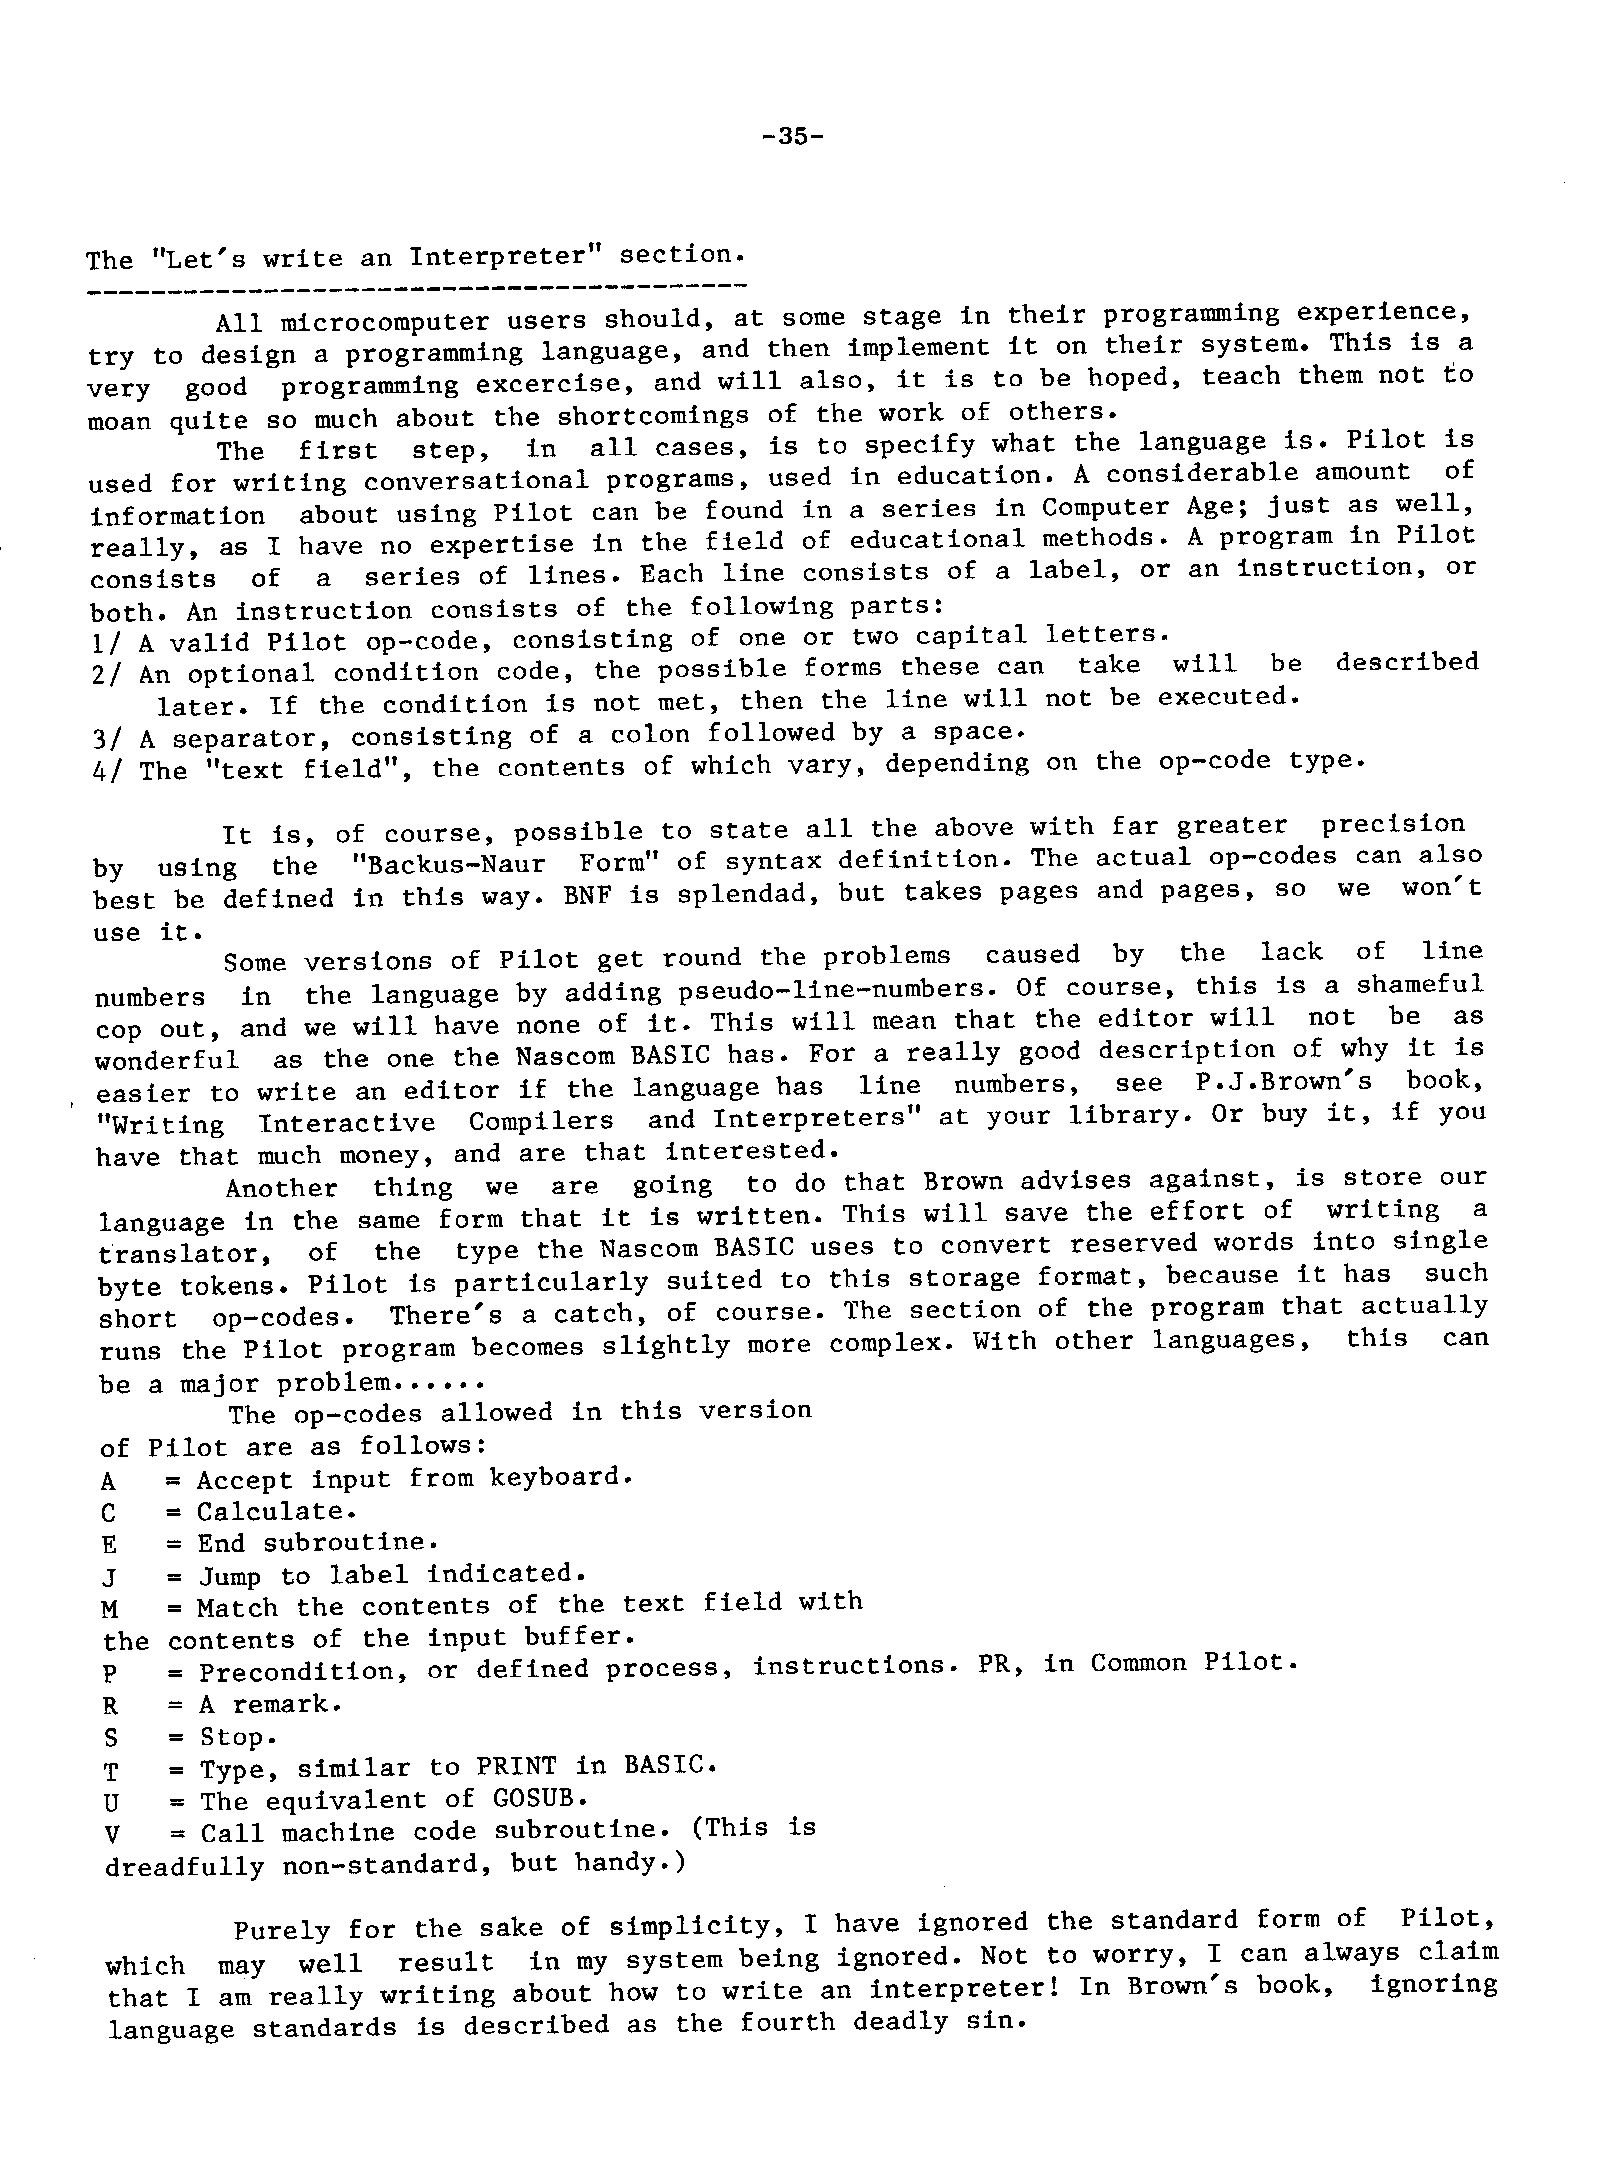 -35-
The "Let's write an Interpreter" section.
-----------------------------------------
All microcomputer users should, at some stage in their programming experience,
try to design a programming language, and then implement it on their system. This is a
very good programming excercise, and will also, it is to be hoped, teach them not to
moan quite so much about the shortcomings of the work of others.
The first step, in all cases, is to specify what the language is. Pilot is
used for writing conversational programs, used in education. A considerable amount of
information about using Pilot can be found in a series in Computer Age; just as well,
really, as I have no expertise in the field of educational methods. A program in Pilot
consists of a series of lines. Each line consists of a label, or an instruction, or
both. An instruction consists of the following parts:
1/ A valid Pilot op-code, consisting of one or two capital letters.
2/ An optional condition code, the possible forms these can take will be described
later. If the condition is not met, then the line will not be executed.
3/ A separator, consisting of a colon followed by a space.
4/ The "text field", the contents of which vary, depending on the op-code type.
It is, of course, possible to state all the above with far greater precision
by using the "Backus-Naur Form" of syntax definition. The actual op-codes can also
best be defined in this way. BNF is splendad, but takes pages and pages, so we won't
use it.
Some versions of Pilot get round the problems caused by the lack of line
numbers in the language by adding pseudo-line-numbers. Of course, this is a shameful
cop out, and we will have none of it. This will mean that the editor will not be as
wonderful as the one the Nascom BASIC has. For a really good description of why it is
easier to write an editor if the language has line numbers, see P.J.Brown's book,
"Writing Interactive Compilers and Interpreters" at your library. Or buy it, if you
have that much money, and are that interested.
Another thing we are going to do that Brown advises against, is store our
language in the same form that it is written. This will save the effort of writing a
translator, of the type the Nascom BASIC uses to convert reserved words into single
byte tokens. Pilot is particularly suited to this storage format, because it has such
short op-codes. There's a catch, of course. The section of the program that actually
runs the Pilot program becomes slightly more complex. With other languages, this can
be a major problem......
The op-codes allowed in this version
of Pilot are as follows:
A = Accept input from keyboard.
C = Calculate.
E = End subroutine.
J = Jump to label indicated.
M = Match the contents of the text field with
the contents of the input buffer.
P = Precondition, or defined process, instructions. PR, in Common Pilot.
R = A remark.
S = Stop.
T = Type, similar to PRINT in BASIC.
U = The equivalent of GOSUB.
V = Call machine code subroutine. (This is
dreadfully non-standard, but handy.)
Purely for the sake of simplicity, I have ignored the standard form of Pilot,
which may well result in my system being ignored. Not to worry, I can always claim
that I am really writing about how to write an interpreter! In Brown's book, ignoring
language standards is described as the fourth deadly sin.